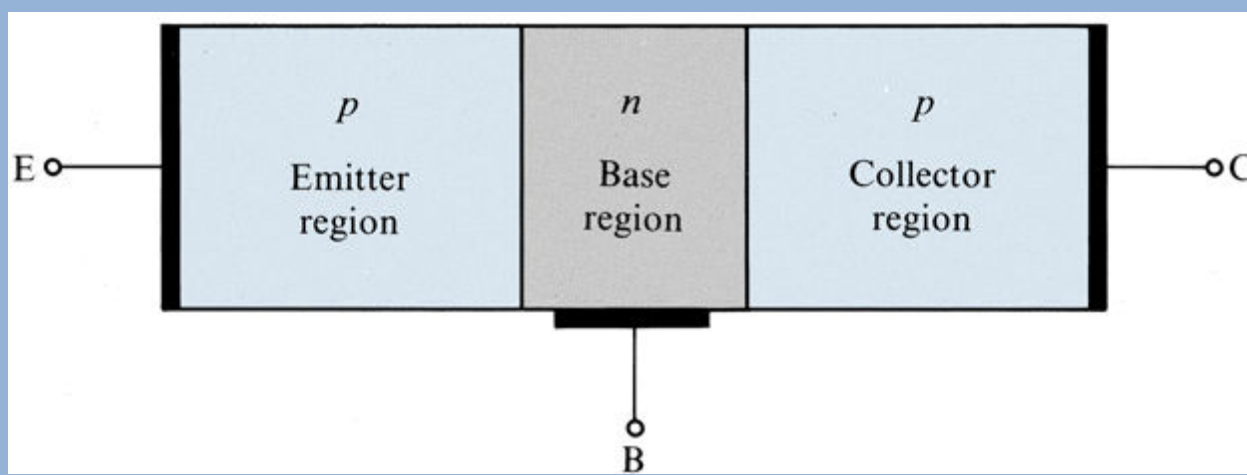 p
Emitter
region
n
Base
region
p
Collector
region
E
C
B